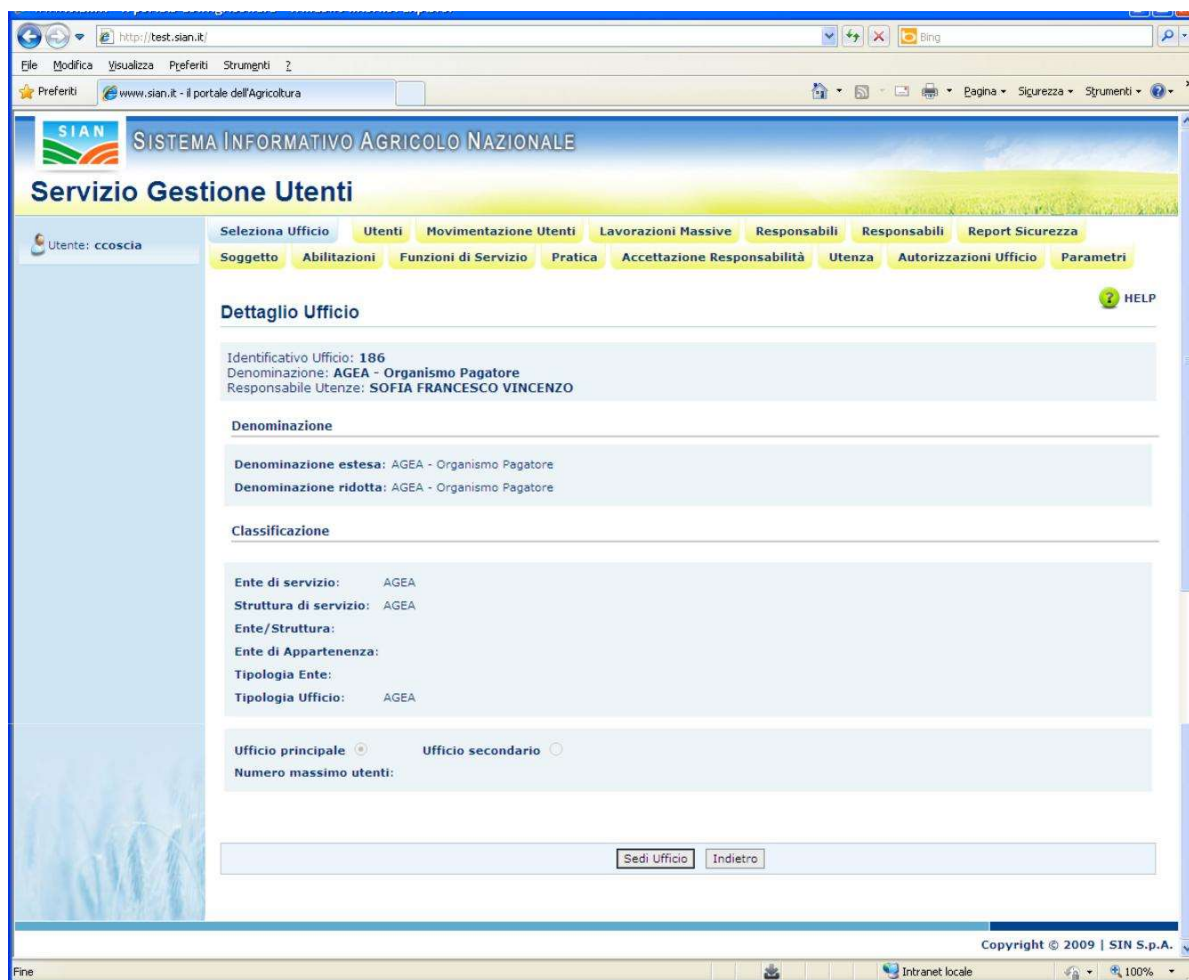 http://test.sian.it/
Bing
File Modifica Visualizza Preferiti Strumenti ?
Preferiti www.sian.it - il portale dell'Agricoltura Pagina Sicurezza Strumenti
SIAN
SISTEMA INFORMATIVO AGRICOLO NAZIONALE
Servizio Gestione Utenti
Utente: ccoscia
Seleziona Ufficio Utenti Movimentazione Utenti Lavorazioni Massive Responsabili Responsabili Report Sicurezza
Soggetto Abilitazioni Funzioni di Servizio Pratica Accettazione Responsabilità Utenza Autorizzazioni Ufficio Parametri
? HELP
Dettaglio Ufficio
Identificativo Ufficio: 186
Denominazione: AGEA - Organismo Pagatore
Responsabile Utenze: SOFIA FRANCESCO VINCENZO
Denominazione
Denominazione estesa: AGEA - Organismo Pagatore
Denominazione ridotta: AGEA - Organismo Pagatore
Classificazione
Ente di servizio: AGEA
Struttura di servizio: AGEA
Ente/Struttura:
Ente di Appartenenza:
Tipologia Ente:
Tipologia Ufficio: AGEA
Ufficio principale Ufficio secondario
Numero massimo utenti:
Sedi Ufficio Indietro
Copyright © 2009 | SIN S.p.A.
Fine Intranet locale 100%